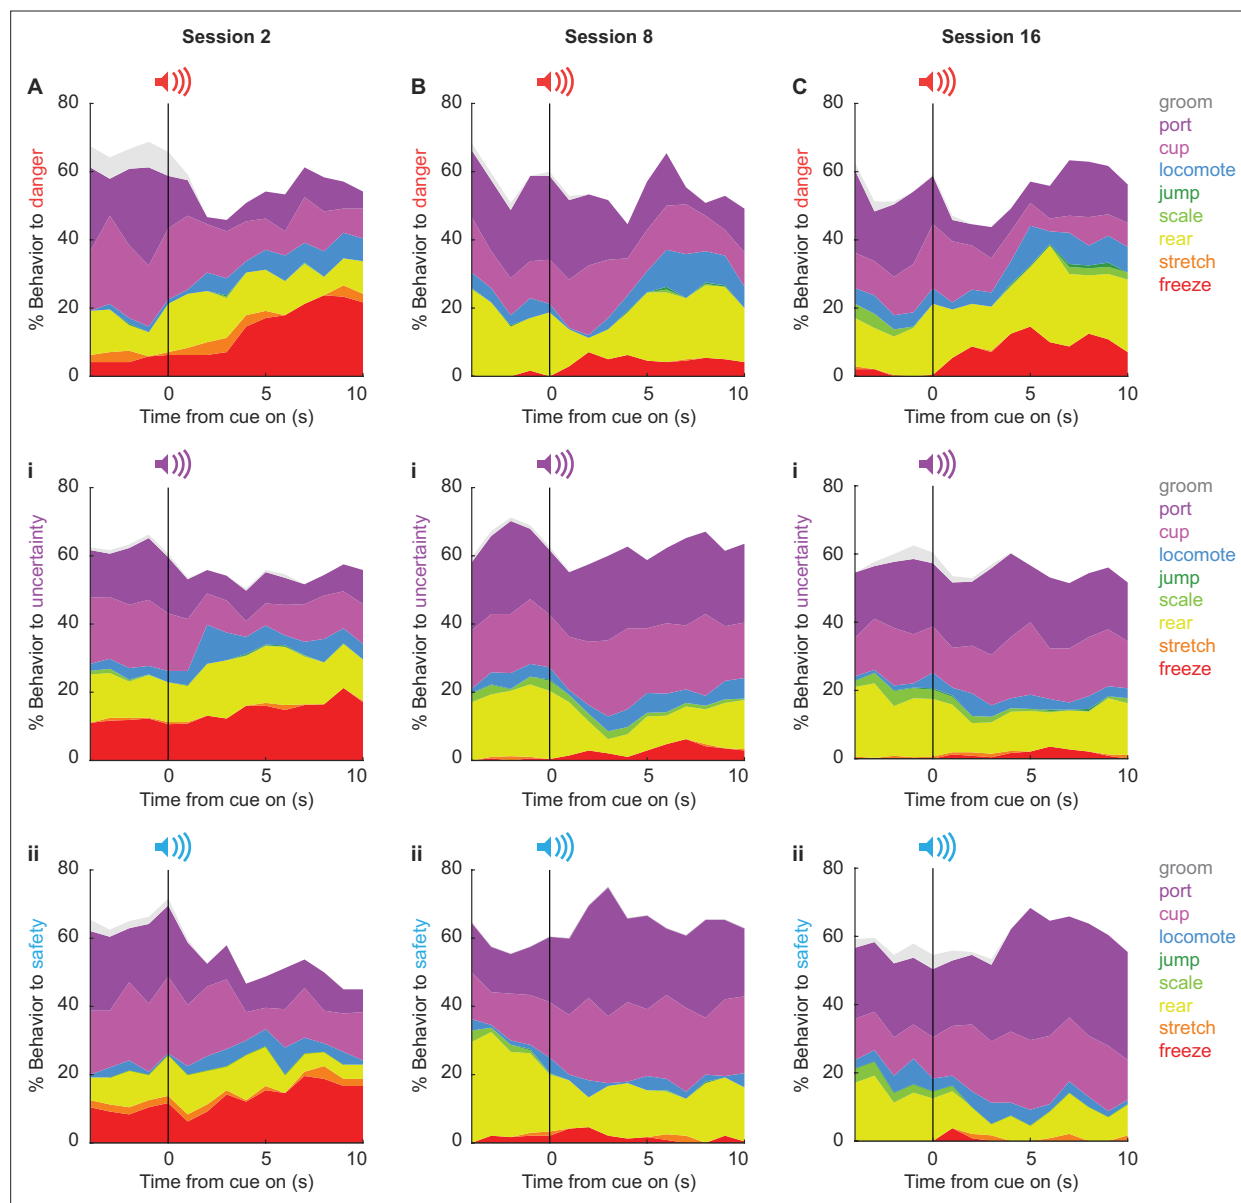 Session 2
Session 8
Session 16
A
B
C
% Behavior to danger
80
60
40
20
0
0
5
10
Time from cue on (s)
% Behavior to danger
80
60
40
20
0
0
5
10
Time from cue on (s)
% Behavior to danger
80
60
40
20
0
0
5
10
Time from cue on (s)
groom
port
cup
locomote
jump
scale
rear
stretch
freeze
i
i
i
% Behavior to uncertainty
80
60
40
20
0
0
5
10
Time from cue on (s)
% Behavior to uncertainty
80
60
40
20
0
0
5
10
Time from cue on (s)
% Behavior to uncertainty
80
60
40
20
0
0
5
10
Time from cue on (s)
groom
port
cup
locomote
jump
scale
rear
stretch
freeze
ii
ii
ii
% Behavior to safety
80
60
40
20
0
0
5
10
Time from cue on (s)
% Behavior to safety
80
60
40
20
0
0
5
10
Time from cue on (s)
% Behavior to safety
80
60
40
20
0
0
5
10
Time from cue on (s)
groom
port
cup
locomote
jump
scale
rear
stretch
freeze